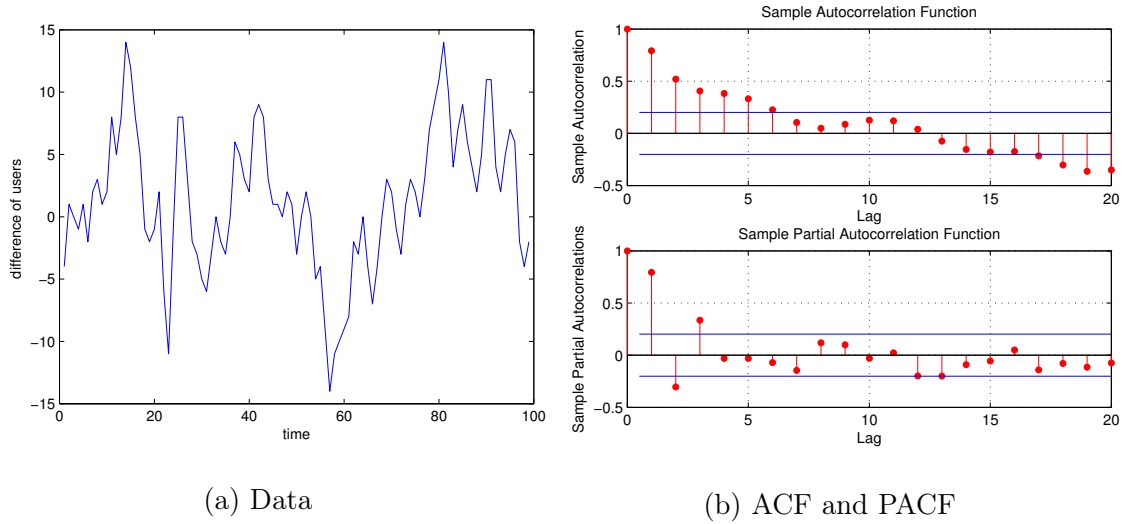 15
10
5
0
−5
−10
−15
0 20 40 60 80 100
difference of users
time
(a) Data
Sample Autocorrelation Function
1
0.5
0
−0.5
0 5 10 15 20
Sample Autocorrelation
Lag
Sample Partial Autocorrelation Function
1
0.5
0
−0.5
0 5 10 15 20
Sample Partial Autocorrelations
Lag
(b) ACF and PACF